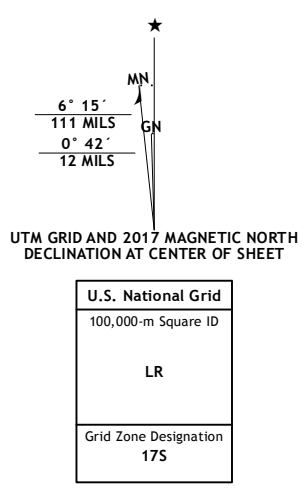 MN
6° 15´
111 MILS
GN
0° 42´
12 MILS
UTM GRID AND 2017 MAGNETIC NORTH
DECLINATION AT CENTER OF SHEET
U.S. National Grid
100,000-m Square ID
LR
Grid Zone Designation
17S